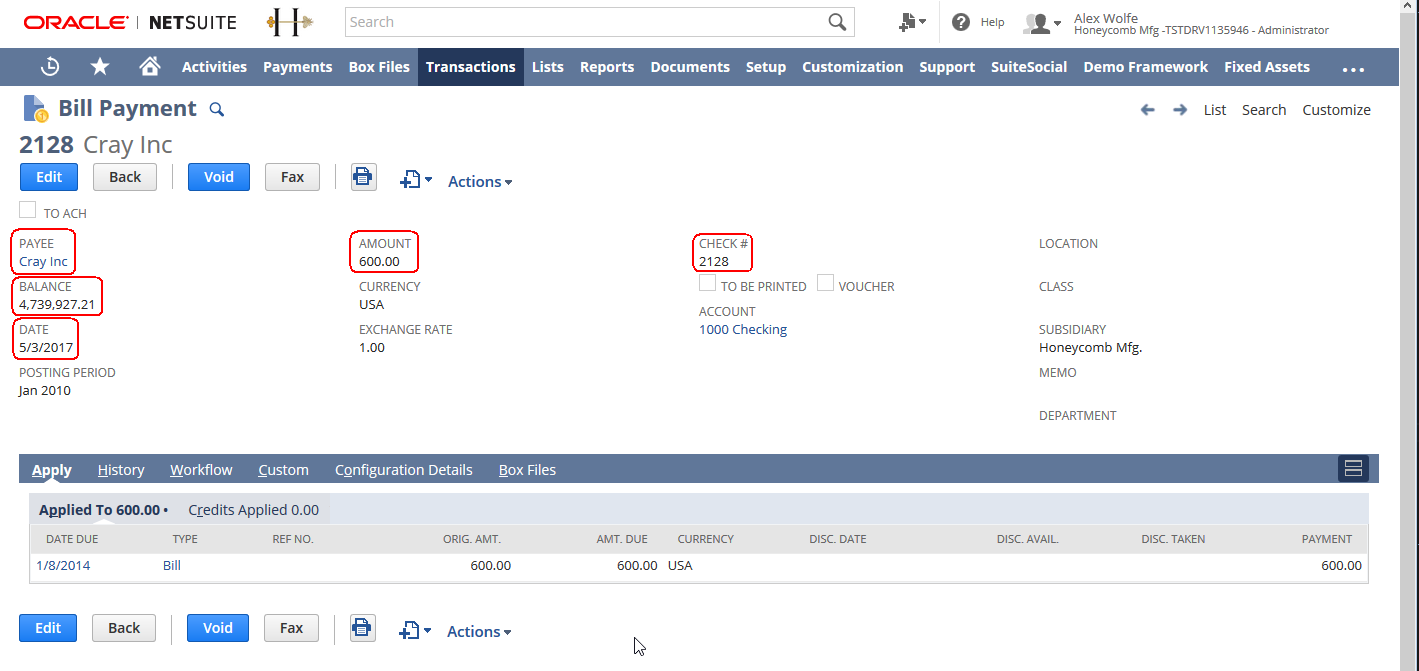 ORACLE | NETSUITE
H
Search
Help
Alex Wolfe
Honeycomb Mfg -TSTDRV1135946 - Administrator
Activities Payments Box Files Transactions Lists Reports Documents Setup Customization Support SuiteSocial Demo Framework Fixed Assets ...
Bill Payment
List Search Customize
2128 Cray Inc
Edit Back Void Fax Actions
TO ACH
PAYEE
Cray Inc
BALANCE
4,739,927.21
DATE
5/3/2017
POSTING PERIOD
Jan 2010
AMOUNT
600.00
CURRENCY
USA
EXCHANGE RATE
1.00
CHECK #
2128
TO BE PRINTED VOUCHER
ACCOUNT
1000 Checking
LOCATION
CLASS
SUBSIDIARY
Honeycomb Mfg.
MEMO
DEPARTMENT
Apply History Workflow Custom Configuration Details Box Files
Applied To 600.00 • Credits Applied 0.00
DATE DUE TYPE REF NO. ORIG. AMT. AMT. DUE CURRENCY DISC. DATE DISC. AVAIL. DISC. TAKEN PAYMENT
1/8/2014 Bill 600.00 600.00 USA 600.00
Edit Back Void Fax Actions